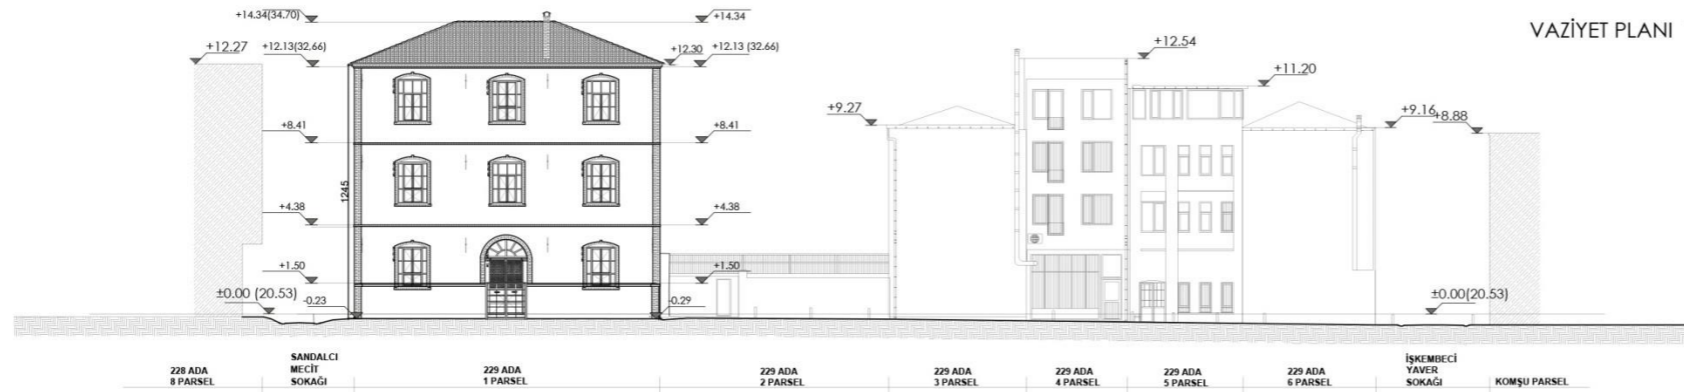 VAZİYET PLANI
+14.34(34.70)
+14.34
+12.27
+12.13(32.66)
+12.30
+12.13 (32.66)
+12.54
+11.20
+9.27
+9.16
+8.88
+8.41
+8.41
1245
+4.38
+4.38
+1.50
+1.50
±0.00 (20.53)
-0.23
-0.29
±0.00(20.53)
228 ADA
8 PARSEL
SANDALCI
MECİT
SOKAĞI
229 ADA
1 PARSEL
229 ADA
2 PARSEL
229 ADA
3 PARSEL
229 ADA
4 PARSEL
229 ADA
5 PARSEL
229 ADA
6 PARSEL
İŞKEMBECİ
YAVER
SOKAĞI
KOMŞU PARSEL